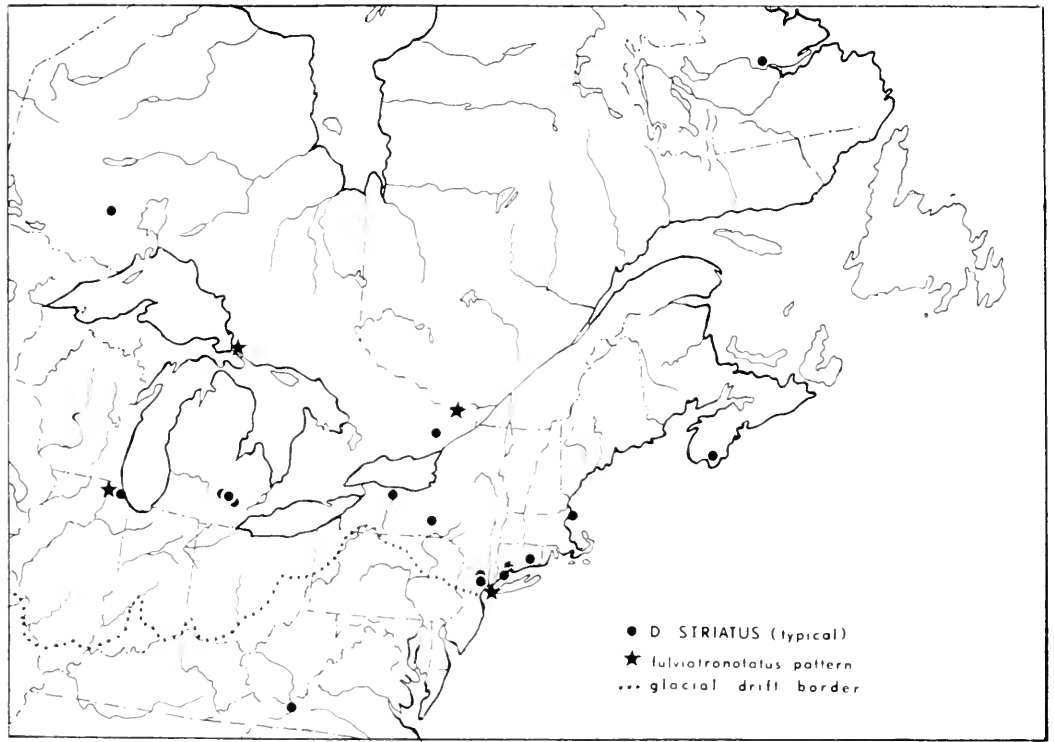 D STRIATUS (typical)
fulviatronotatus pattern
glacial drift border